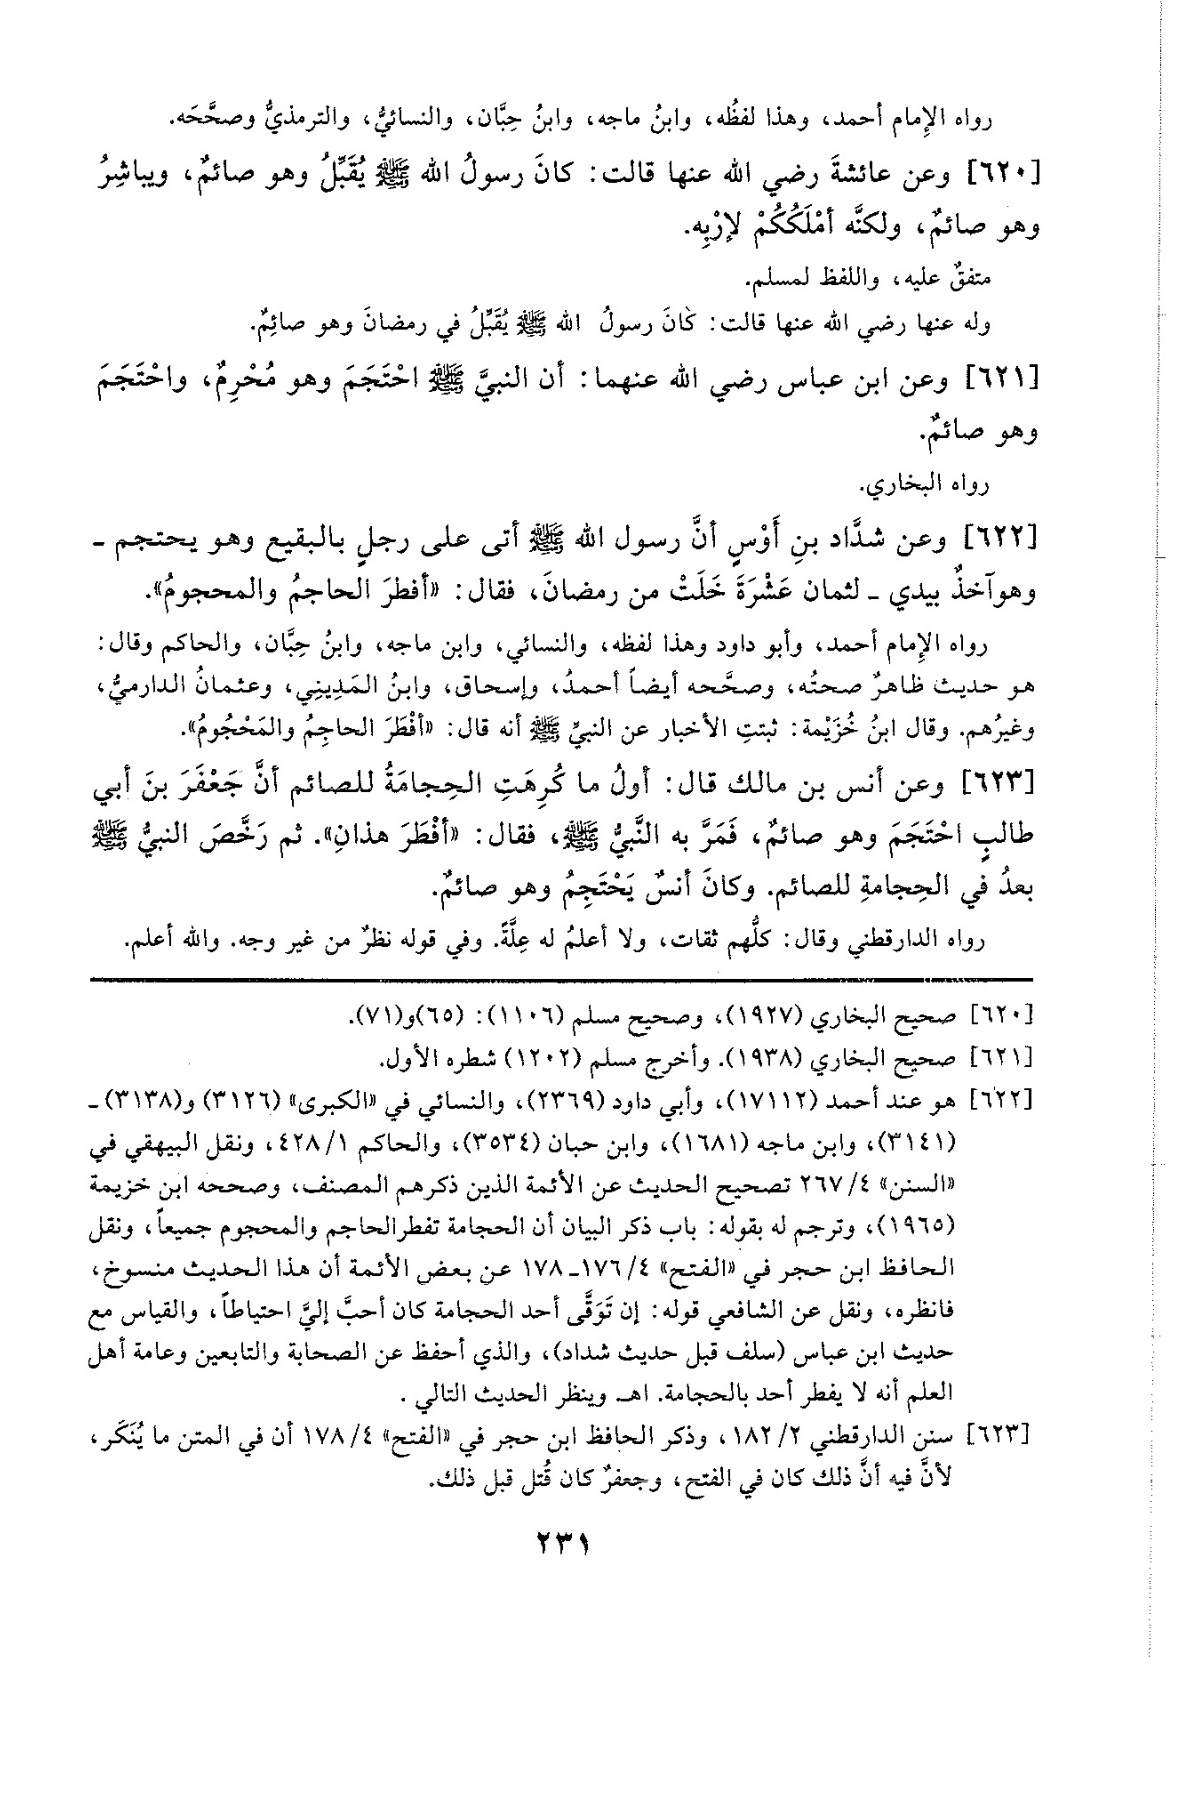 رواه الإمام أحمد، وهذا لفظُه، وابنُ ماجه، وابنُ حِبَّان، والنسائيُّ، والترمذيُّ وصحَّحَه.
[٦٢٠] وعن عائشةَ رضي الله عنها قالت: كانَ رسولُ الله ﷺ يُقَبِّلُ وهو صائمٌ، ويباشِرُ
وهو صائمٌ، ولكنَّه أمْلَكُكُمْ لإرْبِه.
متفقٌ عليه، واللفظ لمسلم.
وله عنها رضي الله عنها قالت: كانَ رسولُ الله ﷺ يُقَبِّلُ في رمضانَ وهو صائِمٌ.
[٦٢١] وعن ابن عباس رضي الله عنهما: أن النبيَّ ﷺ احْتَجَمَ وهو مُحْرِمٌ، واحْتَجَمَ
وهو صائمٌ.
رواه البخاري.
[٦٢٢] وعن شدَّاد بنِ أَوْسٍ أنَّ رسول الله ﷺ أتى على رجلٍ بالبقيع وهو يحتجم ـ
وهوآخذٌ بيدي ـ لثمان عَشْرَةَ خَلَتْ من رمضانَ، فقال: «أفطرَ الحاجمُ والمحجومُ».
رواه الإمام أحمد، وأبو داود وهذا لفظه، والنسائي، وابن ماجه، وابنُ حِبَّان، والحاكم وقال:
هو حديث ظاهرٌ صحتُه، وصحَّحه أيضاً أحمدُ، وإسحاق، وابنُ المَدِينِي، وعثمانُ الدارميُّ،
وغيرُهم. وقال ابنُ خُزَيْمة: ثبتتِ الأخبار عن النبيِّ ﷺ أنه قال: «أفْطَرَ الحاجِمُ والمَحْجُومُ».
[٦٢٣] وعن أنس بن مالك قال: أولُ ما كُرِهَتِ الحِجامَةُ للصائم أنَّ جَعْفَرَ بنَ أبي
طالبٍ احْتَجَمَ وهو صائمٌ، فَمَرَّ به النَّبيُّ ﷺ، فقال: «أفْطَرَ هذانِ». ثم رَخَّصَ النبيُّ ﷺ
بعدُ في الحِجامةِ للصائم. وكانَ أنسٌ يَحْتَجِمُ وهو صائمٌ.
رواه الدارقطني وقال: كلُّهم ثقات، ولا أعلمُ له عِلَّةً. وفي قوله نظرٌ من غير وجه. والله أعلم.
[٦٢٠] صحيح البخاري (١٩٢٧)، وصحيح مسلم (١١٠٦): (٦٥)و(٧١).
[٦٢١] صحيح البخاري (١٩٣٨). وأخرج مسلم (١٢٠٢) شطره الأول.
[٦٢٢] هو عند أحمد (١٧١١٢)، وأبي داود (٢٣٦٩)، والنسائي في «الكبرى» (٣١٢٦) و(٣١٣٨) ـ
(٣١٤١)، وابن ماجه (١٦٨١)، وابن حبان (٣٥٣٤)، والحاكم ٤٢٨/١، ونقل البيهقي في
«السنن» ٢٦٧/٤ تصحيح الحديث عن الأئمة الذين ذكرهم المصنف، وصححه ابن خزيمة
(١٩٦٥)، وترجم له بقوله: باب ذكر البيان أن الحجامة تفطرالحاجم والمحجوم جميعاً، ونقل
الحافظ ابن حجر في «الفتح» ١٧٦/٤ـ ١٧٨ عن بعض الأئمة أن هذا الحديث منسوخ،
فانظره، ونقل عن الشافعي قوله: إن تَوَقَّى أحد الحجامة كان أحبَّ إليَّ احتياطاً، والقياس مع
حديث ابن عباس (سلف قبل حديث شداد)، والذي أحفظ عن الصحابة والتابعين وعامة أهل
العلم أنه لا يفطر أحد بالحجامة. اهـ وينظر الحديث التالي .
[٦٢٣] سنن الدارقطني ١٨٢/٢، وذكر الحافظ ابن حجر في «الفتح» ١٧٨/٤ أن في المتن ما يُنَكَر،
لأنَّ فيه أنَّ ذلك كان في الفتح، وجعفرٌ كان قُتل قبل ذلك.
٢٣١